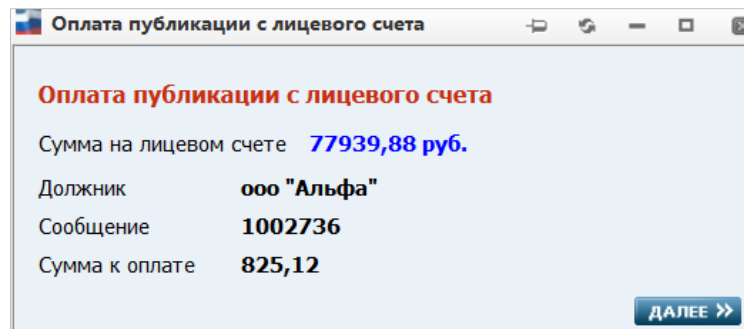 Оплата публикации с лицевого счета
Оплата публикации с лицевого счета
Сумма на лицевом счете 77939,88 руб.
Должник ооо "Альфа"
Сообщение 1002736
Сумма к оплате 825,12
ДАЛЕЕ